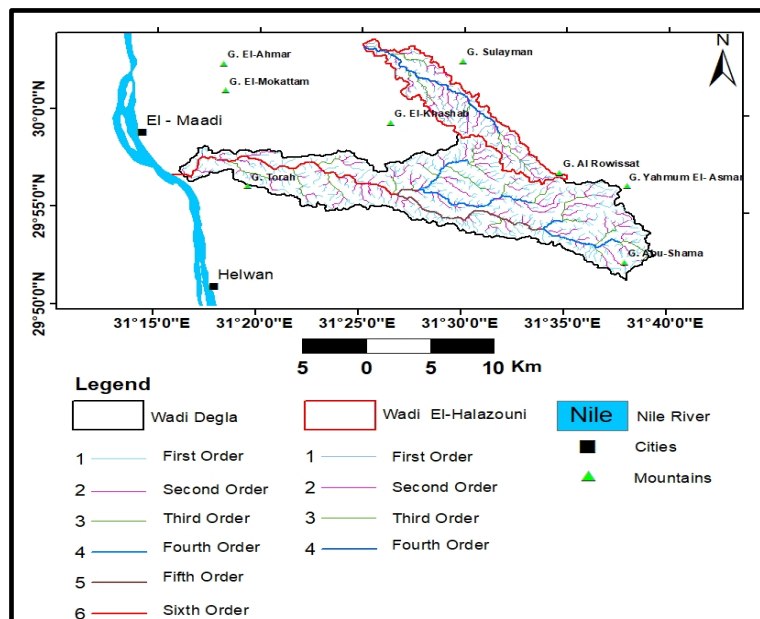 N
G. El-Ahmar
G. Sulayman
G. El-Mokattam
El - Maadi
G. El-Khashab
G. Al Rowissat
G. Torah
G. Yahmum El-Asmar
Helwan
G. Abu-Shama
30°0'0"N
29°55'0"N
29°50'0"N
31°15'0"E 31°20'0"E 31°25'0"E 31°30'0"E 31°35'0"E 31°40'0"E
5 0 5 10 Km
Legend
Wadi Degla
1 First Order
2 Second Order
3 Third Order
4 Fourth Order
5 Fifth Order
6 Sixth Order
Wadi El-Halazouni
1 First Order
2 Second Order
3 Third Order
4 Fourth Order
Nile Nile River
Cities
Mountains